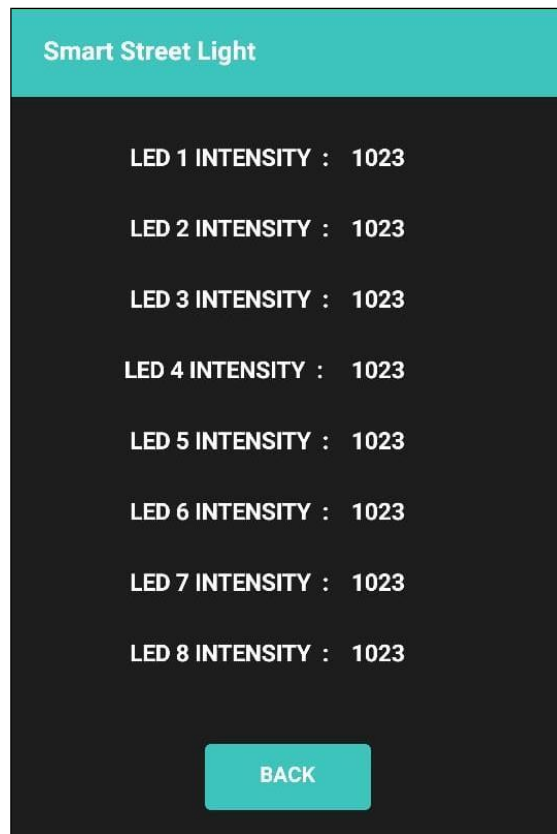 Smart Street Light
LED 1 INTENSITY : 1023
LED 2 INTENSITY : 1023
LED 3 INTENSITY : 1023
LED 4 INTENSITY : 1023
LED 5 INTENSITY : 1023
LED 6 INTENSITY : 1023
LED 7 INTENSITY : 1023
LED 8 INTENSITY : 1023
BACK